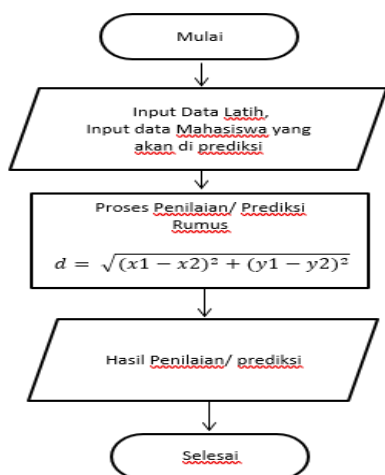 Mulai
Input Data Latih,
Input data Mahasiswa yang
akan di prediksi
Proses Penilaian/ Prediksi
Rumus
d = √(x1 − x2)² + (y1 − y2)²
Hasil Penilaian/ prediksi
Selesai